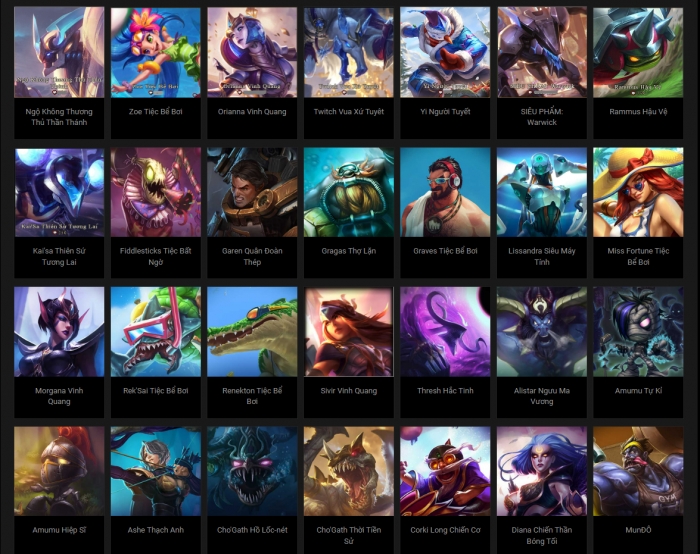 Ngộ Không Thương
Thủ Thần Thánh
Zoe Tiệc Bể Bơi
Orianna Vinh Quang
Twitch Vua Xứ Tuyết
Yi Người Tuyết
SIÊU PHẨM:
Warwick
Rammus Hậu Vệ
Kai'sa Thiên Sứ
Tương Lai
Fiddlesticks Tiệc Bất
Ngờ
Garen Quân Đoàn
Thép
Gragas Thợ Lặn
Graves Tiệc Bể Bơi
Lissandra Siêu Máy
Tính
Miss Fortune Tiệc
Bể Bơi
Morgana Vinh
Quang
Rek'Sai Tiệc Bể Bơi
Renekton Tiệc Bể
Bơi
Sivir Vinh Quang
Thresh Hắc Tinh
Alistar Ngưu Ma
Vương
Amumu Tự Kỉ
Amumu Hiệp Sĩ
Ashe Thạch Anh
Cho'Gath Hồ Lốc-nét
Cho'Gath Thời Tiền
Sử
Corki Long Chiến Cơ
Diana Chiến Thần
Bóng Tối
MunĐÔ